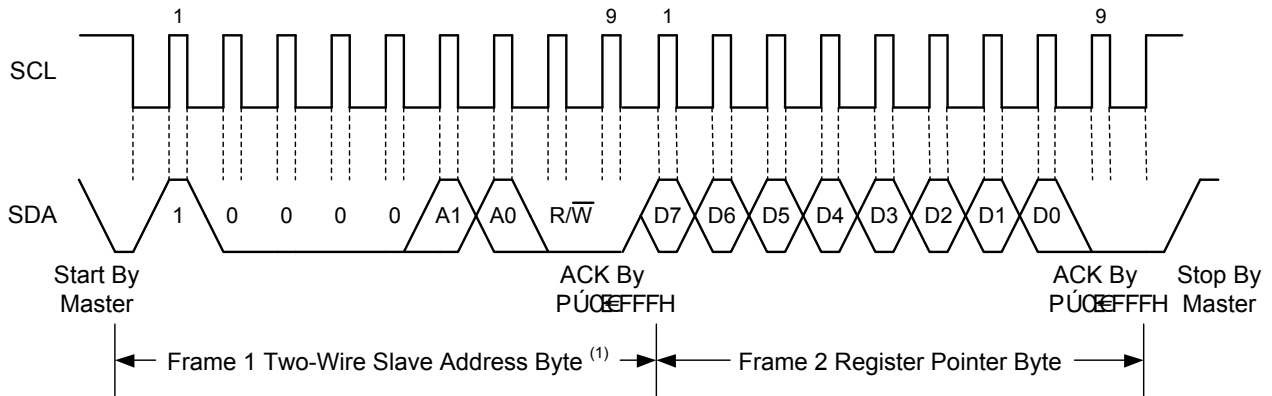 1 9 1 9
SCL
SDA 1 0 0 0 0 A1 A0 R/W̅ D7 D6 D5 D4 D3 D2 D1 D0
Start By Master
ACK By
ACK By
Stop By Master
Frame 1 Two-Wire Slave Address Byte (1)
Frame 2 Register Pointer Byte